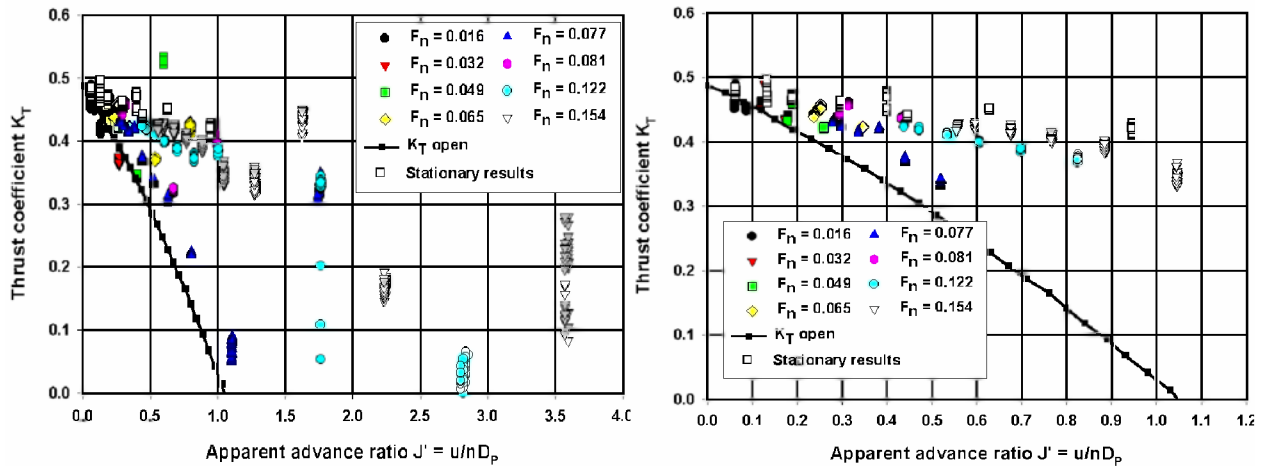 0.6
0.5
0.4
0.3
0.2
0.1
0.0
Thrust coefficient K_T
0.0 0.5 1.0 1.5 2.0 2.5 3.0 3.5 4.0
Apparent advance ratio J' = u/nD_P
F_n = 0.016 F_n = 0.077
F_n = 0.032 F_n = 0.081
F_n = 0.049 F_n = 0.122
F_n = 0.065 F_n = 0.154
K_T open
Stationary results
0.6
0.5
0.4
0.3
0.2
0.1
0.0
Thrust coefficient K_T
F_n = 0.016 F_n = 0.077
F_n = 0.032 F_n = 0.081
F_n = 0.049 F_n = 0.122
F_n = 0.065 F_n = 0.154
K_T open
Stationary results
0.0 0.1 0.2 0.3 0.4 0.5 0.6 0.7 0.8 0.9 1.0 1.1 1.2
Apparent advance ratio J' = u/nD_P